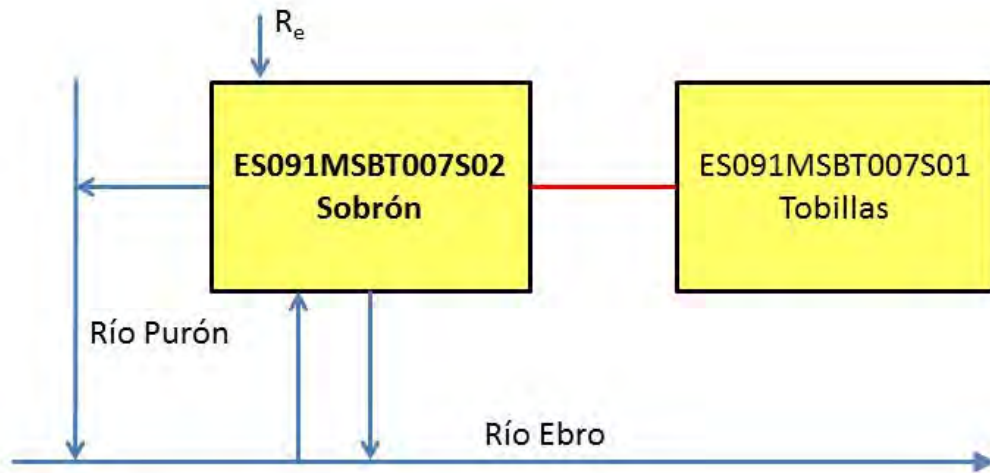 Re
ES091MSBT007S02
Sobrón
ES091MSBT007S01
Tobillas
Río Purón
Río Ebro